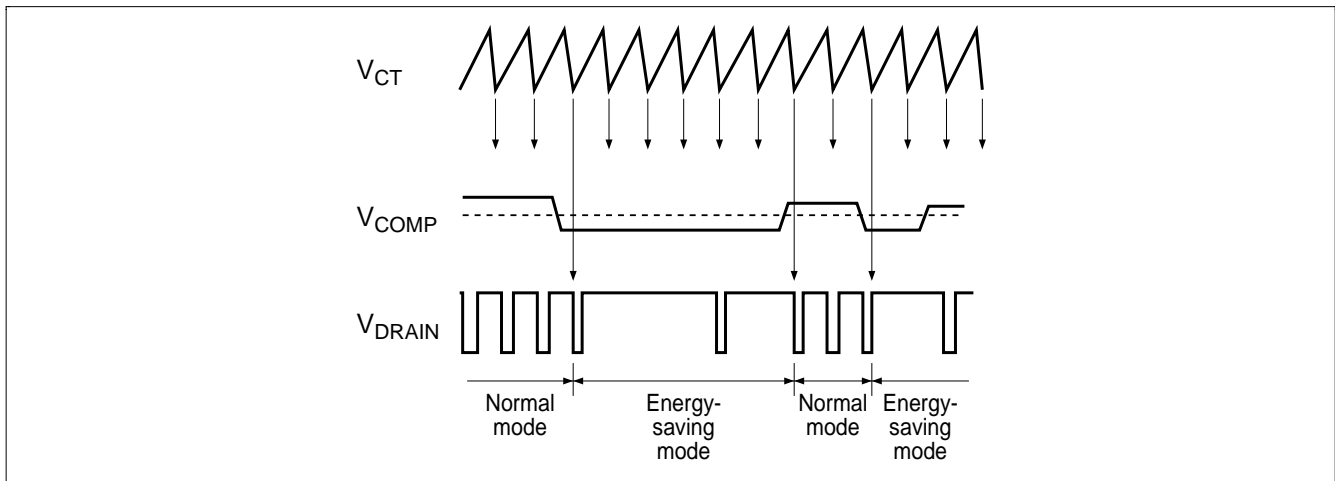 VCT
VCOMP
VDRAIN
Normal
mode
Energy-
saving
mode
Normal
mode
Energy-
saving
mode